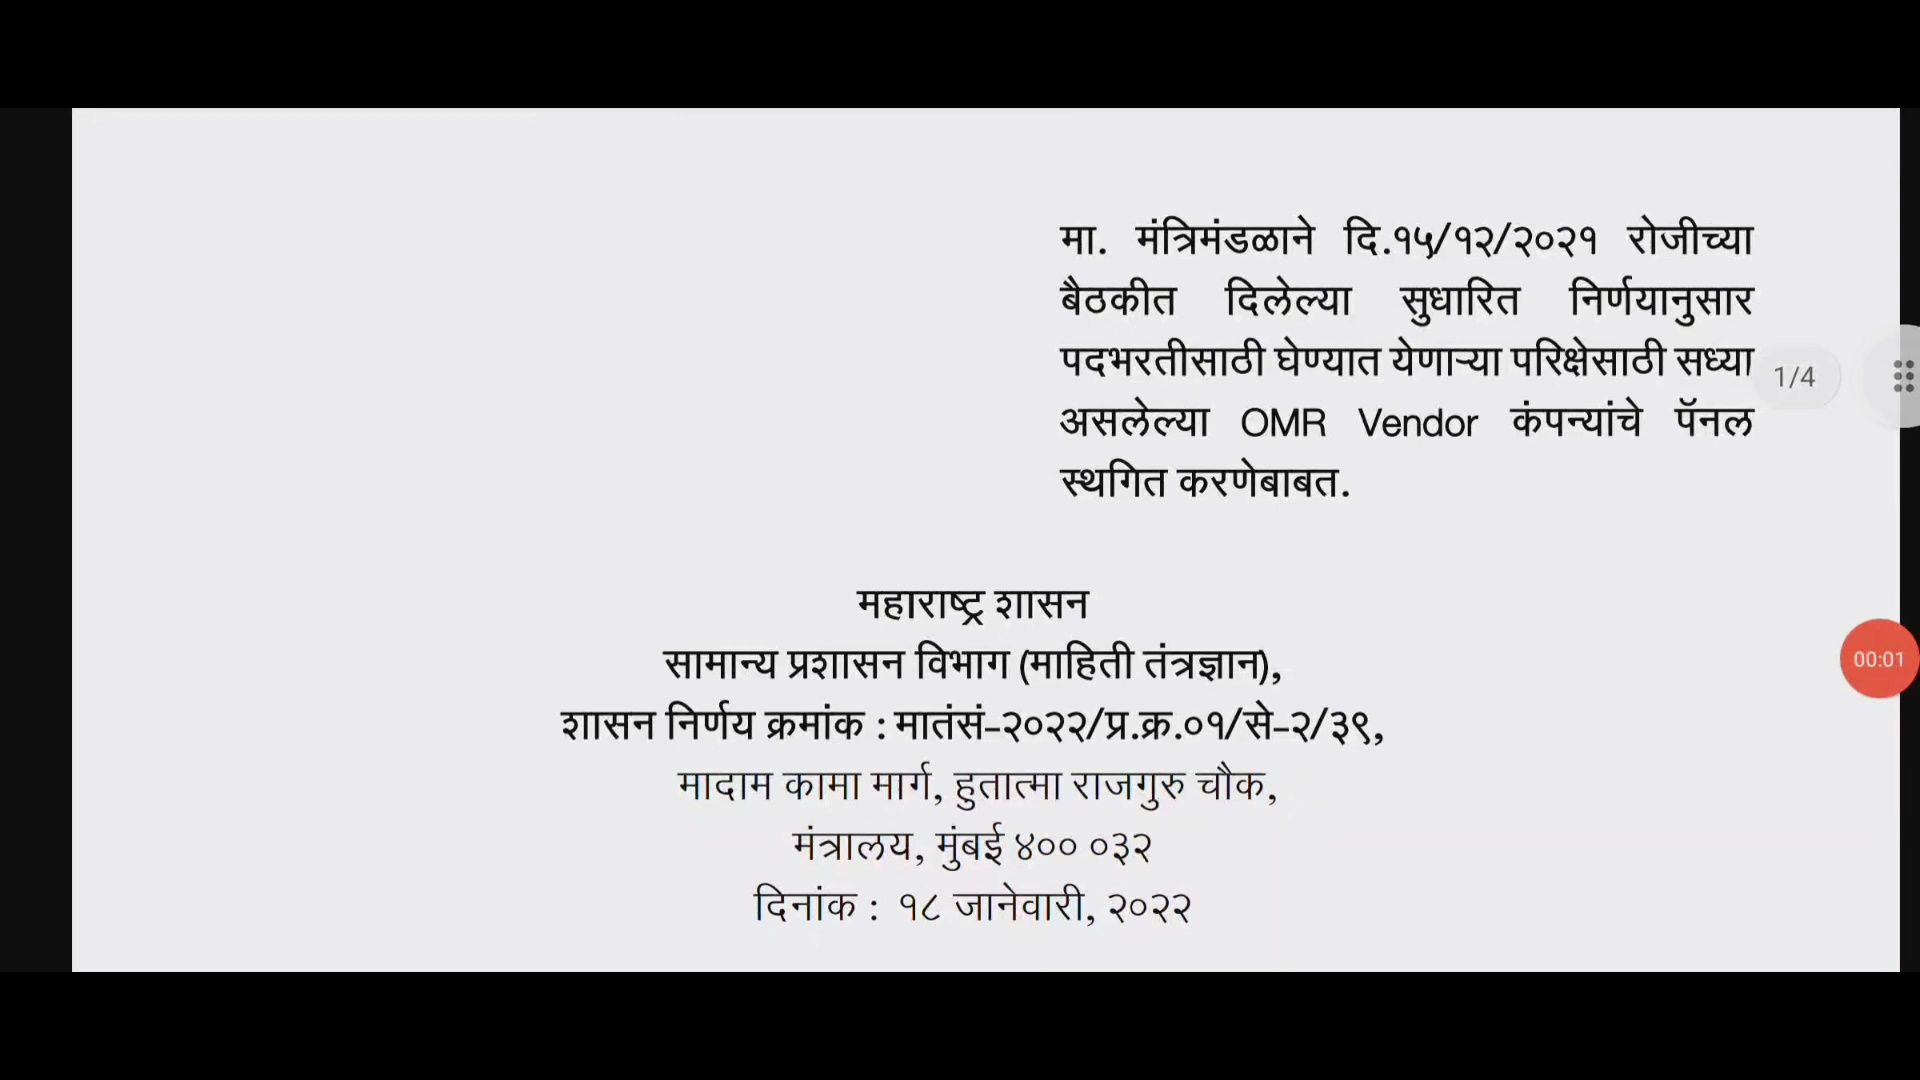 मा. मंत्रिमंडळाने दि.१५/१२/२०२१ रोजीच्या
बैठकीत दिलेल्या सुधारित निर्णयानुसार
पदभरतीसाठी घेण्यात येणाऱ्या परिक्षेसाठी सध्या
असलेल्या OMR Vendor कंपन्यांचे पॅनल
स्थगित करणेबाबत.
1/4
महाराष्ट्र शासन
सामान्य प्रशासन विभाग (माहिती तंत्रज्ञान),
शासन निर्णय क्रमांक : मातंसं-२०२२/प्र.क्र.०१/से-२/३९,
मादाम कामा मार्ग, हुतात्मा राजगुरु चौक,
मंत्रालय, मुंबई ४०० ०३२
दिनांक : १८ जानेवारी, २०२२
00:01